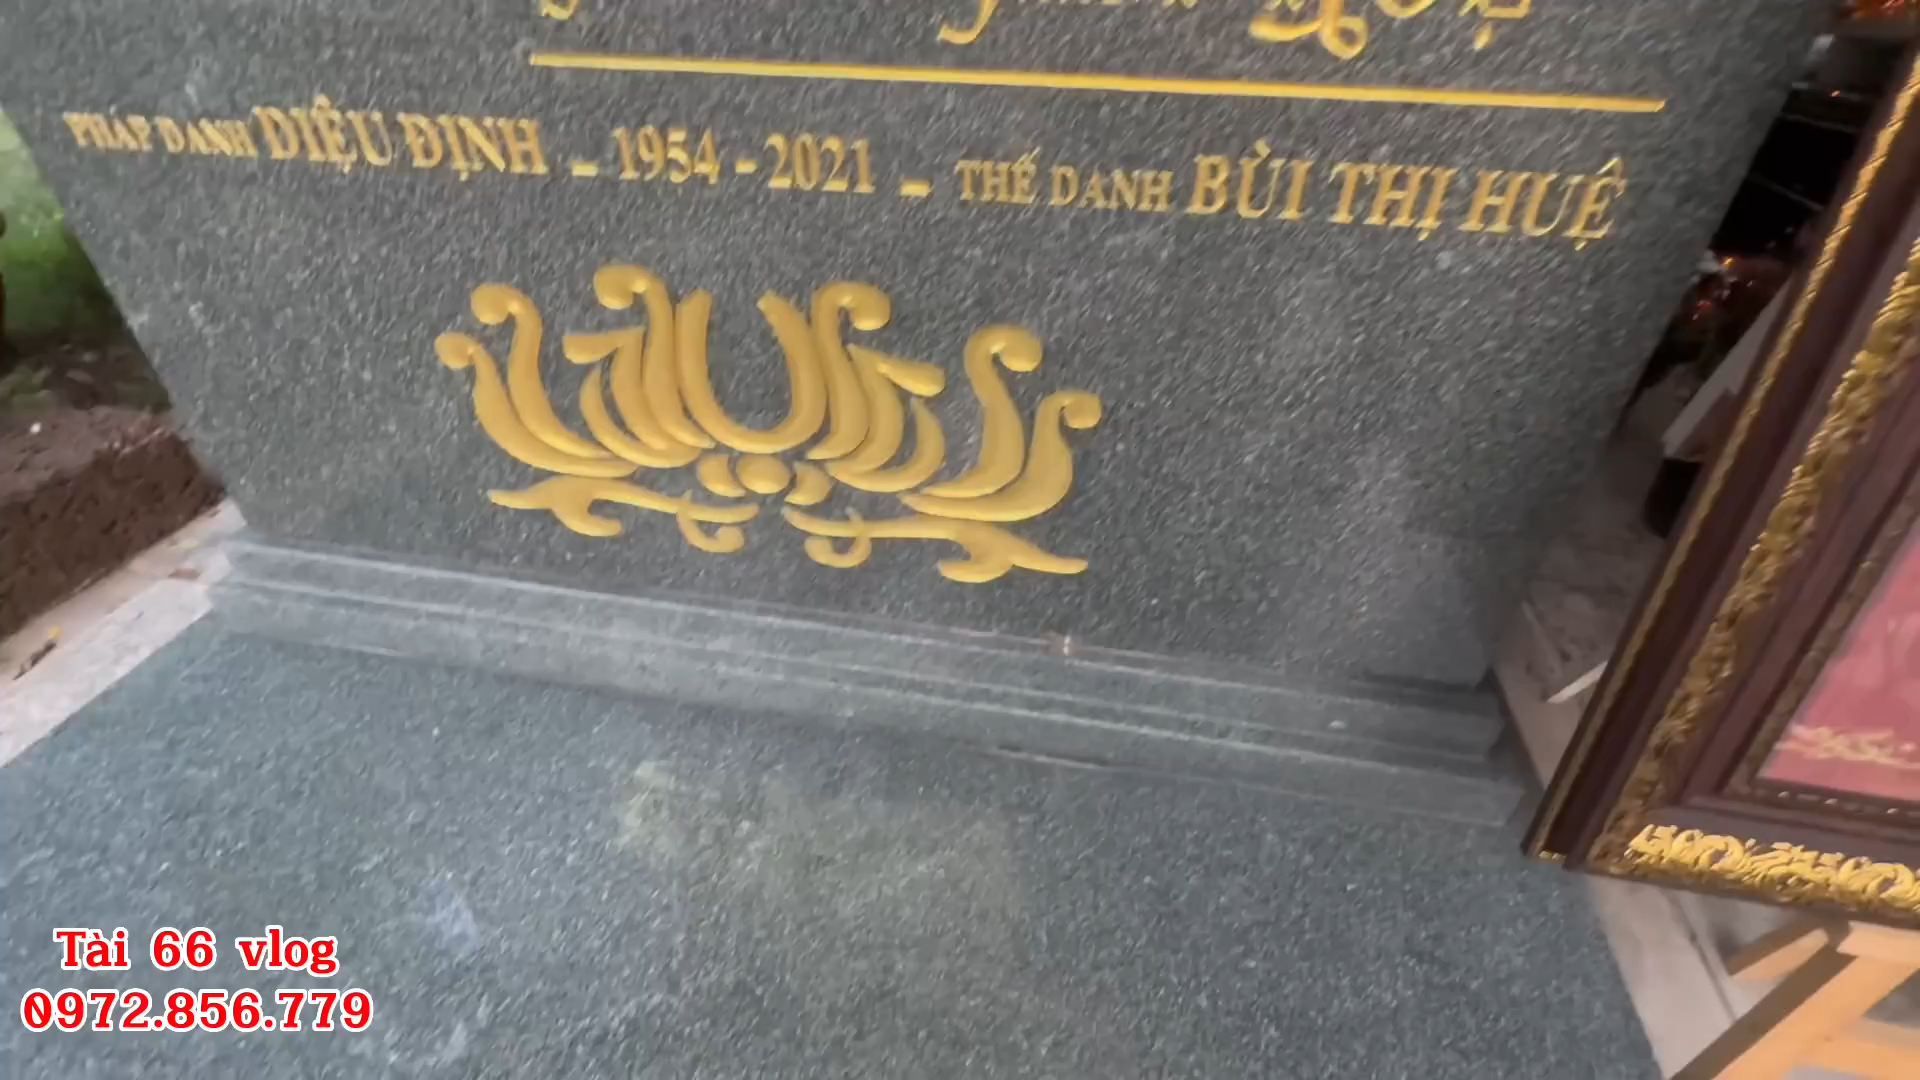 PHÁP DANH DIỆU ĐỊNH - 1954 - 2021 - THẾ DANH BÙI THỊ HUỆ
Tài 66 vlog
0972.856.779